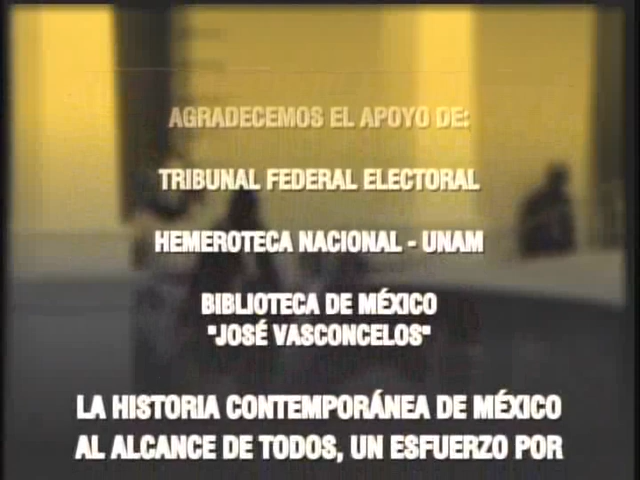 AGRADECEMOS EL APOYO DE:
TRIBUNAL FEDERAL ELECTORAL
HEMEROTECA NACIONAL - UNAM
BIBLIOTECA DE MÉXICO
"JOSÉ VASCONCELOS"
LA HISTORIA CONTEMPORÁNEA DE MÉXICO
AL ALCANCE DE TODOS, UN ESFUERZO POR